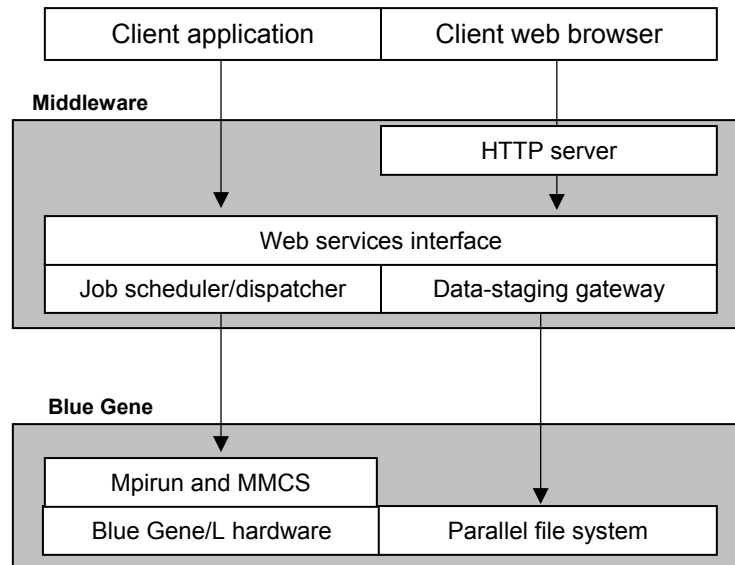 Client application
Client web browser
Middleware
HTTP server
Web services interface
Job scheduler/dispatcher
Data-staging gateway
Blue Gene
Mpirun and MMCS
Blue Gene/L hardware
Parallel file system